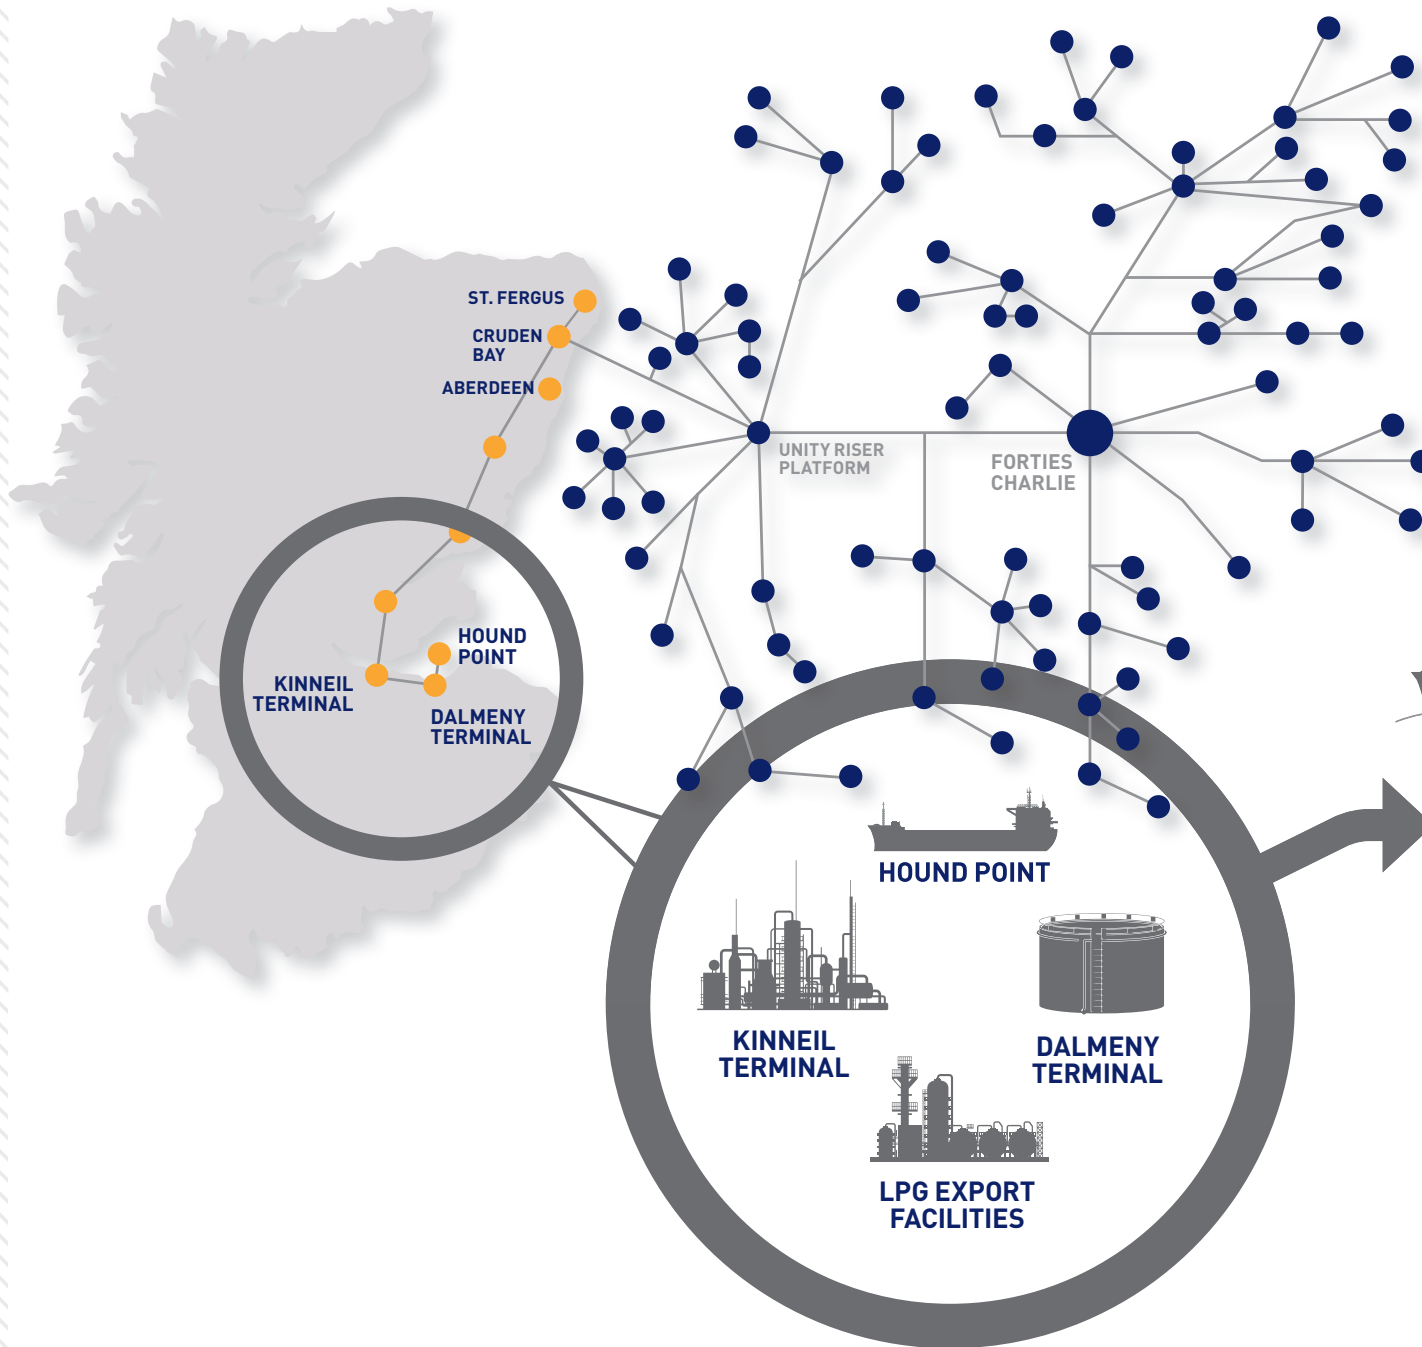 ST. FERGUS
CRUDEN
BAY
ABERDEEN
UNITY RISER
PLATFORM
FORTIES
CHARLIE
HOUND
POINT
KINNEIL
TERMINAL
DALMENY
TERMINAL
HOUND POINT
KINNEIL
TERMINAL
DALMENY
TERMINAL
LPG EXPORT
FACILITIES